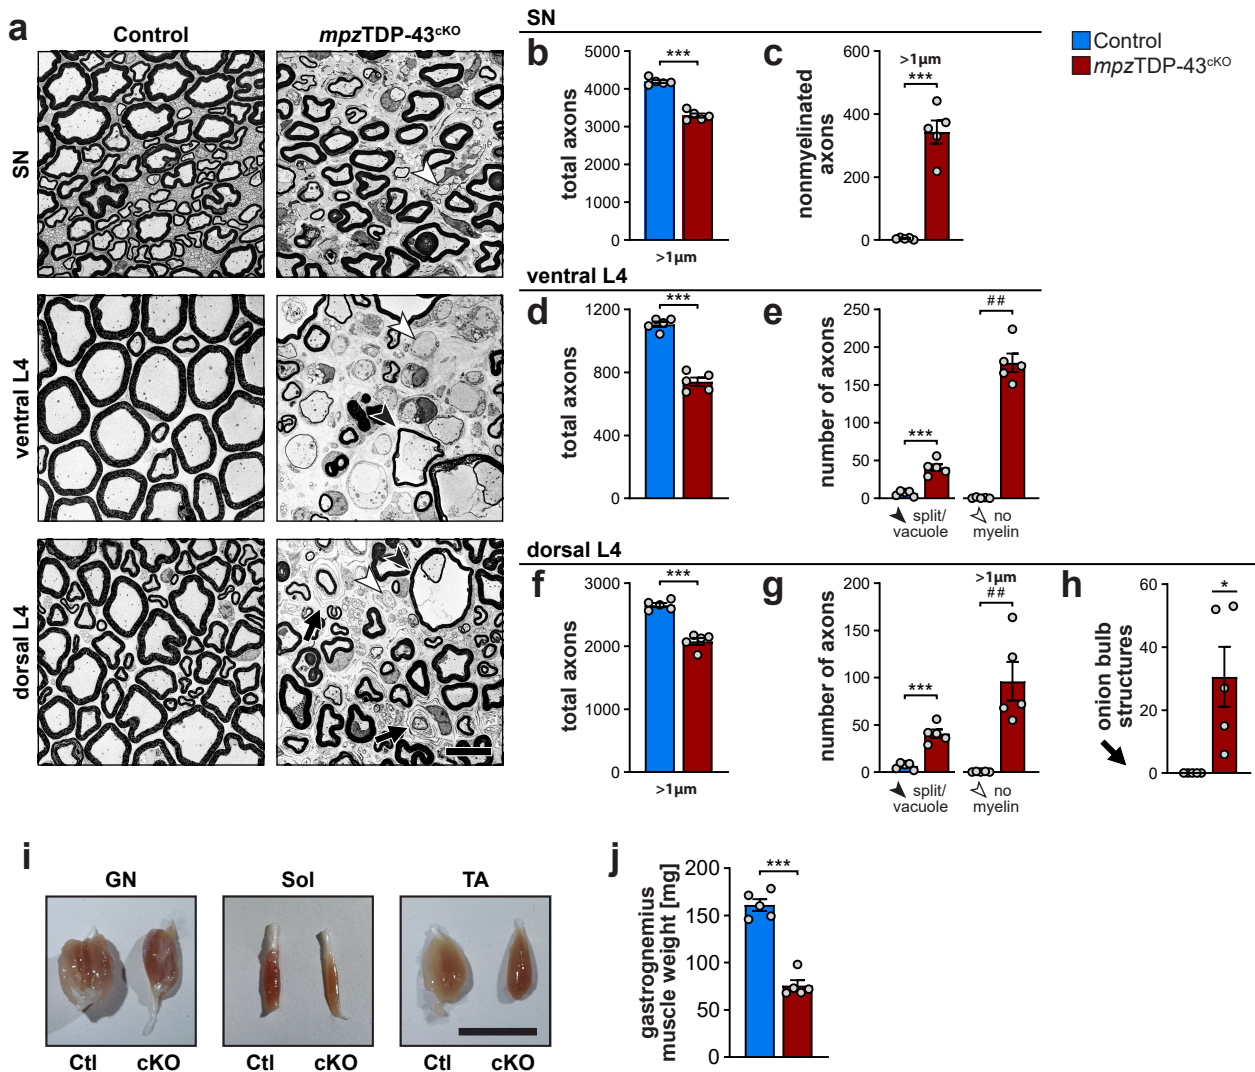 a
Control
mpzTDP-43cKO
SN
ventral L4
dorsal L4
SN
Control
mpzTDP-43cKO
b
total axons
5000
4000
3000
2000
1000
0
***
>1µm
c
nonmyelinated
axons
600
400
200
0
>1µm
***
ventral L4
d
total axons
1200
800
400
0
***
e
number of axons
250
200
150
100
50
0
***
##
split/
vacuole
no
myelin
dorsal L4
f
total axons
3000
2000
1000
0
***
>1µm
g
number of axons
200
150
100
50
0
***
>1µm
##
split/
vacuole
no
myelin
h
onion bulb
structures
60
40
20
0
*
i
GN
Sol
TA
Ctl
cKO
Ctl
cKO
Ctl
cKO
j
gastrognemius
muscle weight [mg]
200
150
100
50
0
***